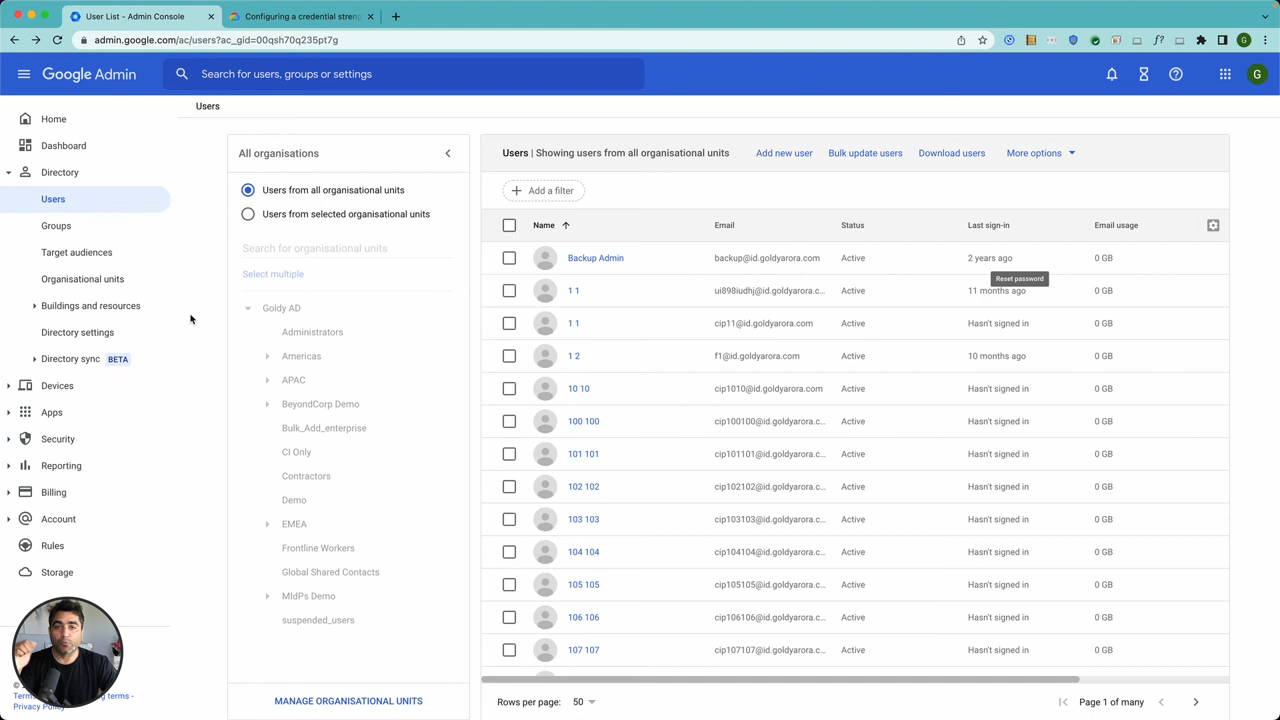 User List - Admin Console
Configuring a credential streng
admin.google.com/ac/users?ac_gid=00qsh70q235pt7g
G
Google Admin
Search for users, groups or settings
G
Users
Home
Dashboard
Directory
Users
Groups
Target audiences
Organisational units
Buildings and resources
Directory settings
Directory sync BETA
Devices
Apps
Security
Reporting
Billing
Account
Rules
Storage
ng terms -
Privacy
All organisations
Users from all organisational units
Users from selected organisational units
Search for organisational units
Select multiple
Goldy AD
Administrators
Americas
APAC
BeyondCorp Demo
Bulk_Add_enterprise
CI Only
Contractors
Demo
EMEA
Frontline Workers
Global Shared Contacts
MIdPs Demo
suspended_users
MANAGE ORGANISATIONAL UNITS
Users | Showing users from all organisational units Add new user Bulk update users Download users More options
Add a filter
Name Email Status Last sign-in Email usage
Backup Admin backup@id.goldyarora.com Active 2 years ago 0 GB
Reset password
1 1 ui898iudhj@id.goldyarora.c... Active 11 months ago 0 GB
1 1 cip11@id.goldyarora.com Active Hasn't signed in 0 GB
1 2 f1@id.goldyarora.com Active 10 months ago 0 GB
10 10 cip1010@id.goldyarora.com Active Hasn't signed in 0 GB
100 100 cip100100@id.goldyarora.c... Active Hasn't signed in 0 GB
101 101 cip101101@id.goldyarora.c... Active Hasn't signed in 0 GB
102 102 cip102102@id.goldyarora.c... Active Hasn't signed in 0 GB
103 103 cip103103@id.goldyarora.c... Active Hasn't signed in 0 GB
104 104 cip104104@id.goldyarora.c... Active Hasn't signed in 0 GB
105 105 cip105105@id.goldyarora.c... Active Hasn't signed in 0 GB
106 106 cip106106@id.goldyarora.c... Active Hasn't signed in 0 GB
107 107 cip107107@id.goldyarora.c... Active Hasn't signed in 0 GB
Rows per page: 50 Page 1 of many